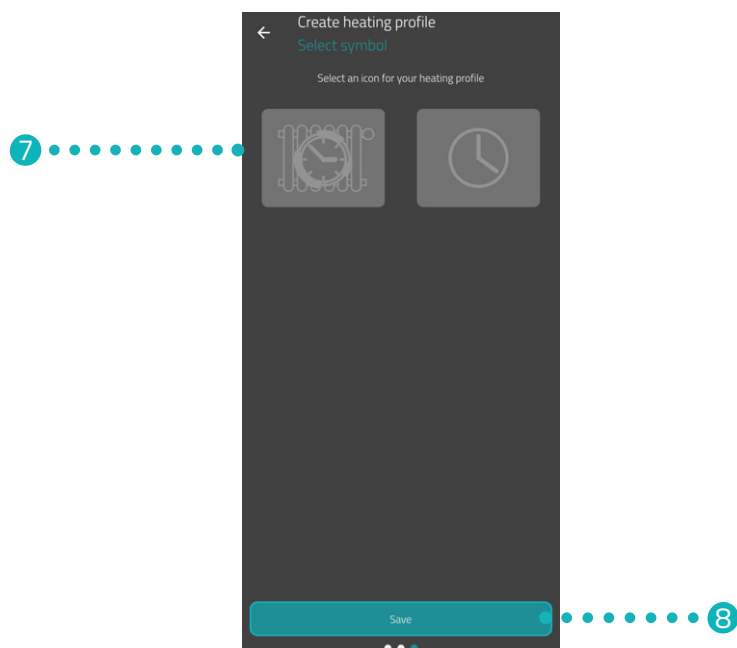 Create heating profile
Select symbol
Select an icon for your heating profile
7
Save
8